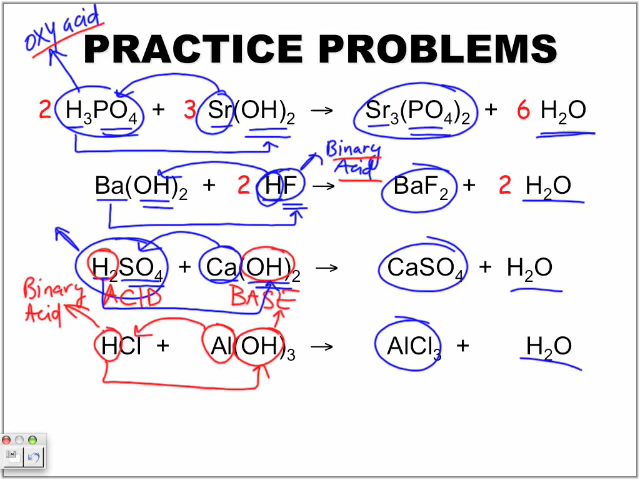 oxy acid
PRACTICE PROBLEMS
2 H₃PO₄ + 3 Sr(OH)₂ → Sr₃(PO₄)₂ + 6 H₂O
Binary
Acid
Ba(OH)₂ + 2 HF → BaF₂ + 2 H₂O
H₂SO₄ + Ca(OH)₂ → CaSO₄ + H₂O
ACID BASE
Binary
Acid
HCl + Al(OH)₃ → AlCl₃ + H₂O